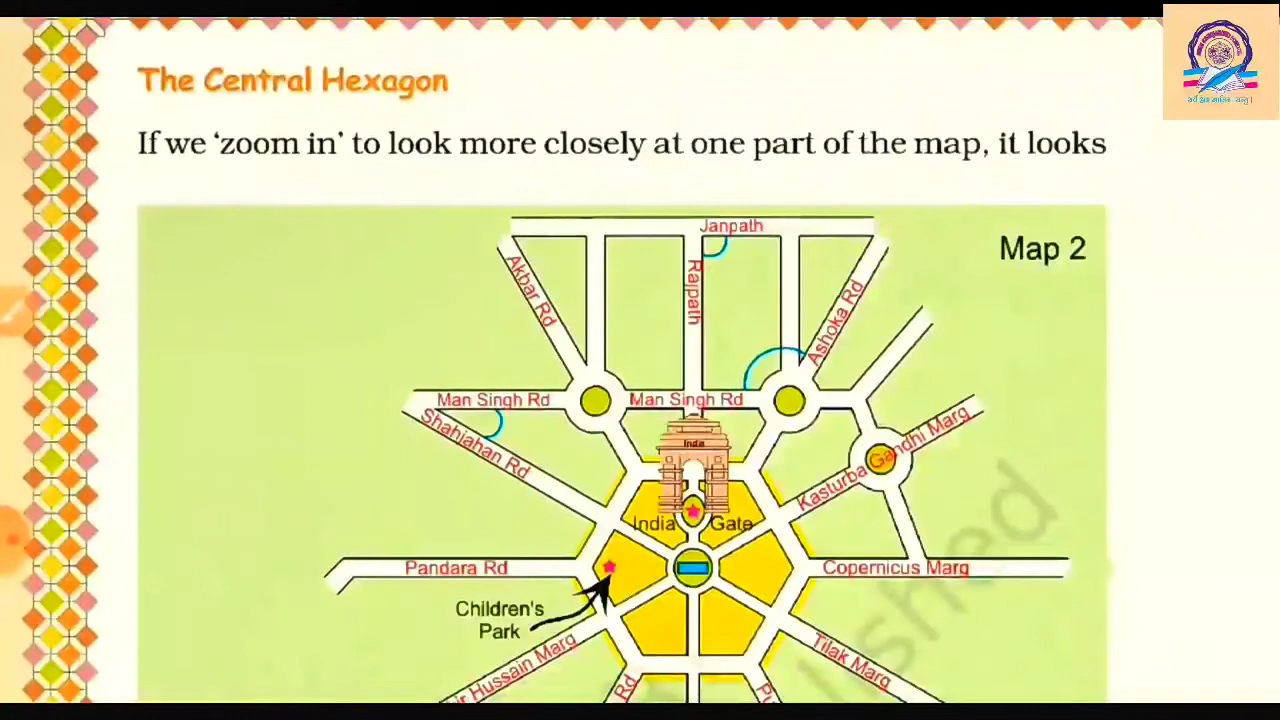 The Central Hexagon
If we ‘zoom in’ to look more closely at one part of the map, it looks
Janpath
Map 2
Akbar Rd
Rajpath
Ashoka Rd
Man Singh Rd
Man Singh Rd
Shahjahan Rd
India
Kasturba Gandhi Marg
India Gate
Pandara Rd
Copernicus Marg
Children's
Park
Hussain Marg
Tilak Marg
Rd